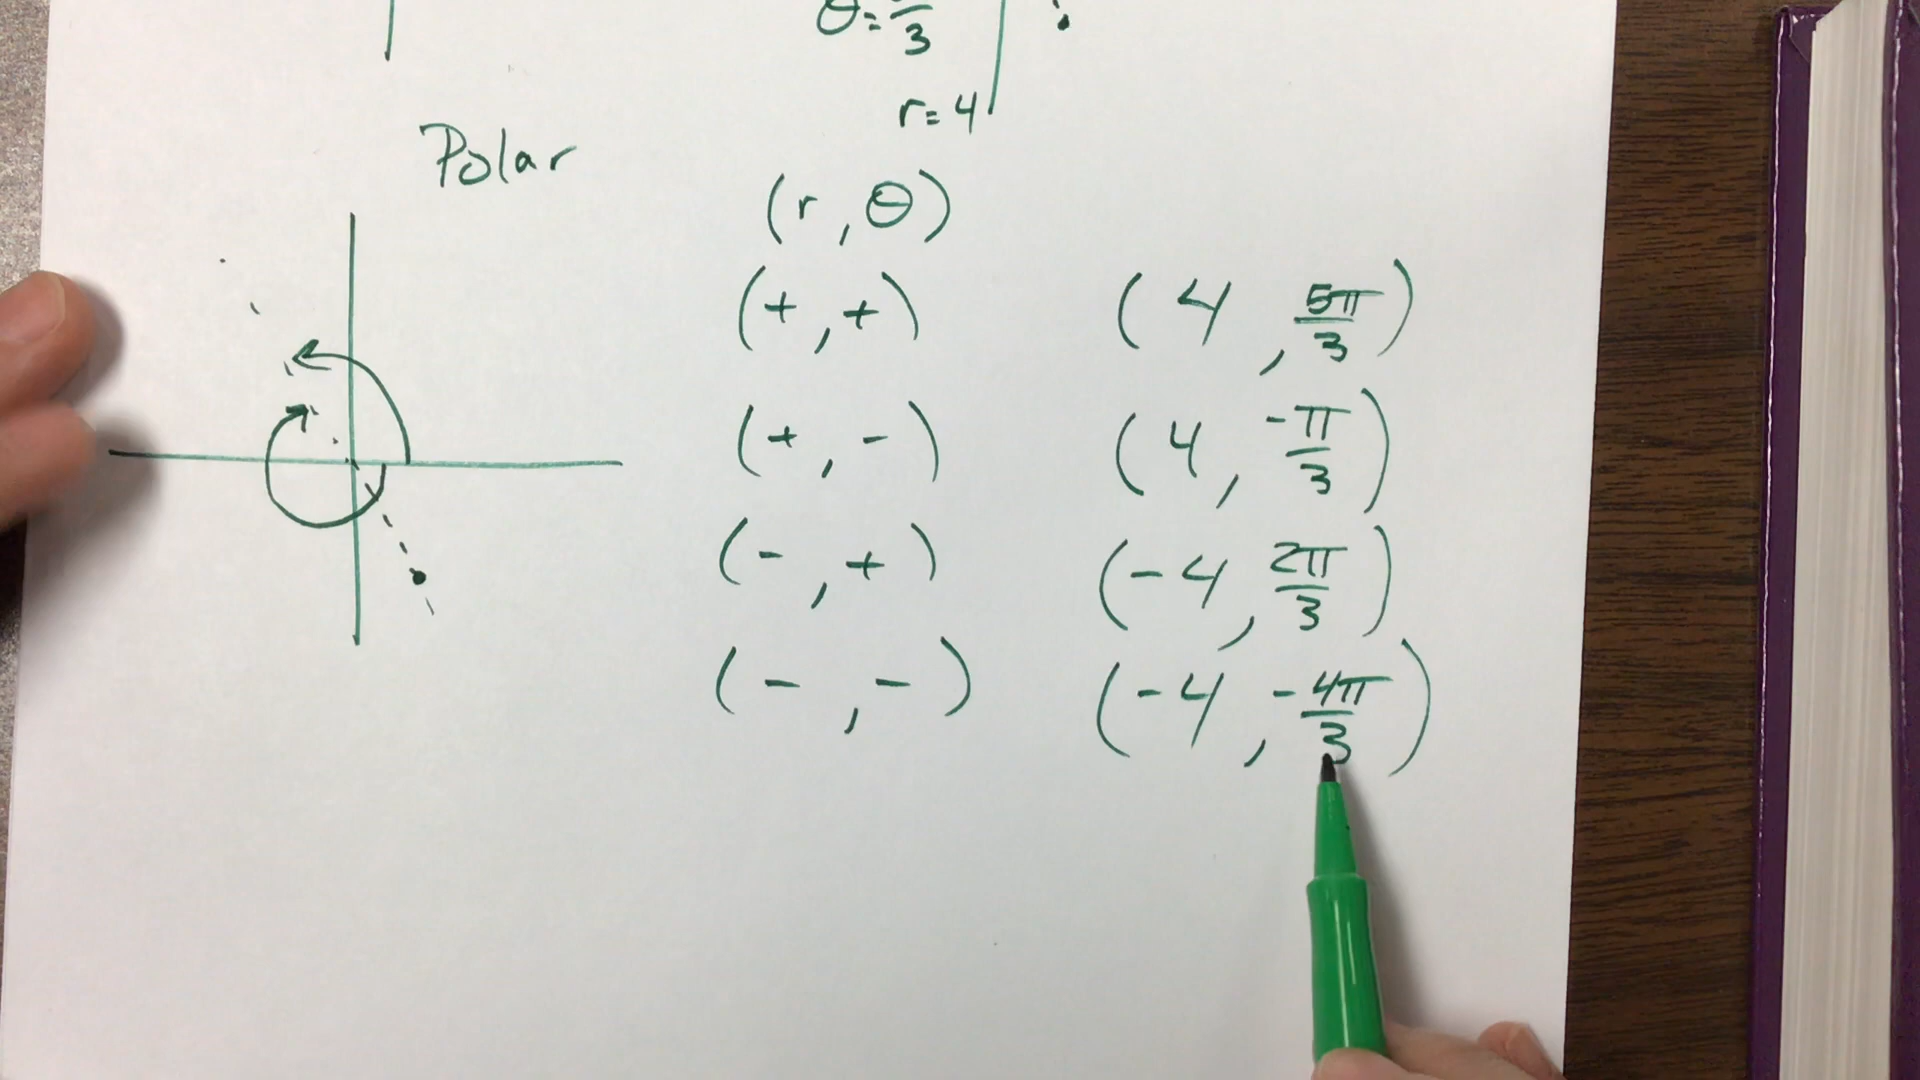 θ = /3
r = 4
Polar
(r, θ)
(+, +) (4, 5π/3)
(+, -) (4, -π/3)
(-, +) (-4, 2π/3)
(-, -) (-4, -4π/3)